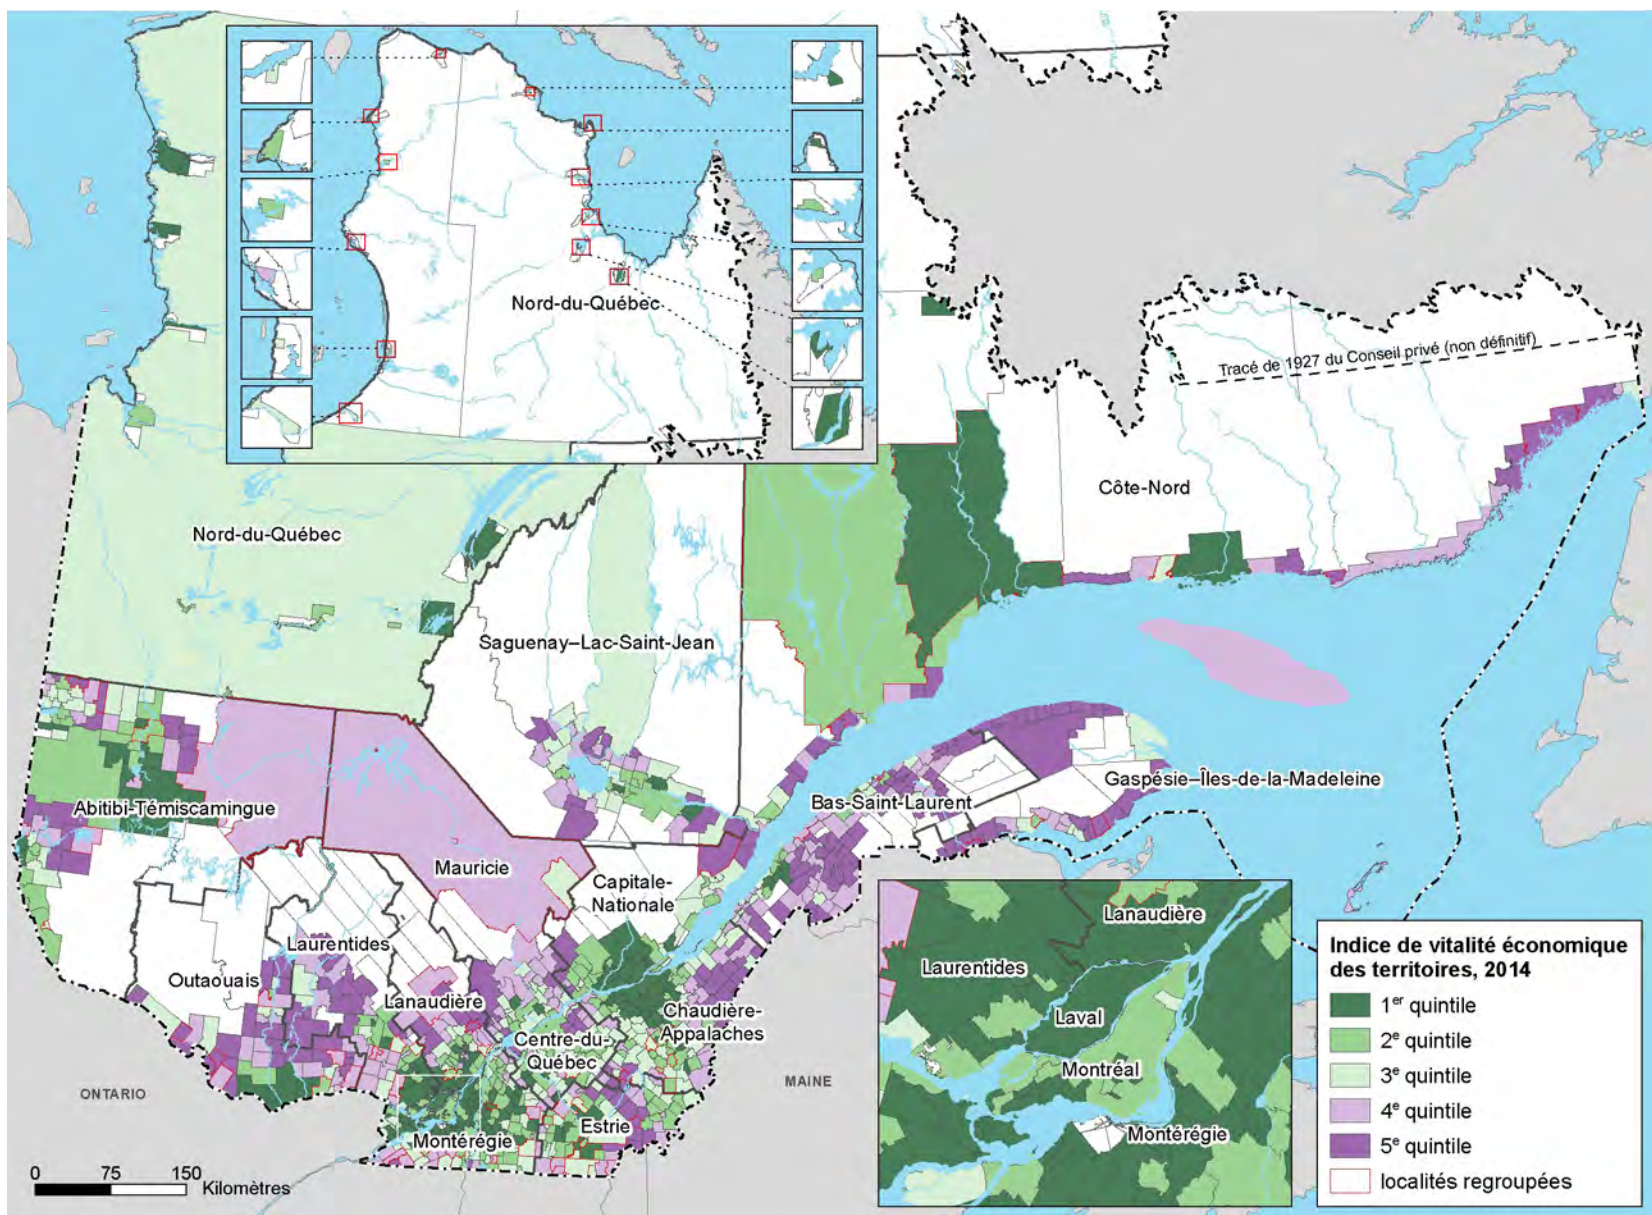 Nord-du-Québec
Tracé de 1927 du Conseil privé (non définitif)
Côte-Nord
Nord-du-Québec
Saguenay–Lac-Saint-Jean
Abitibi-Témiscamingue
Gaspésie–Îles-de-la-Madeleine
Bas-Saint-Laurent
Mauricie
Capitale-
Nationale
Laurentides
Outaouais
Lanaudière
Chaudière-
Appalaches
Centre-du-
Québec
ONTARIO
MAINE
Montérégie
Estrie
0 75 150
Kilomètres
Lanaudière
Laurentides
Laval
Montréal
Montérégie
Indice de vitalité économique
des territoires, 2014
1er quintile
2e quintile
3e quintile
4e quintile
5e quintile
localités regroupées